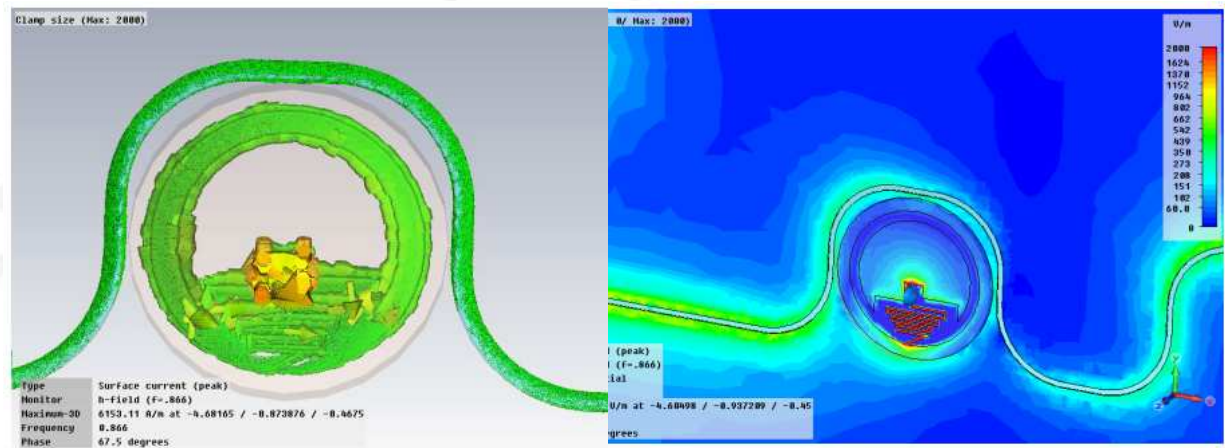 Clamp size (Max: 2000)
Type Surface current (peak)
Monitor h-field (f=.866)
Maximum-3D 6153.11 A/m at -4.68165 / -0.873876 / -0.4675
Frequency 0.866
Phase 67.5 degrees
0/ Max: 2000)
V/m
2000
1624
1370
1152
964
802
662
542
439
350
273
208
151
102
60.8
0
(peak)
(f=.866)
V/m at -4.68498 / -0.937209 / -0.45